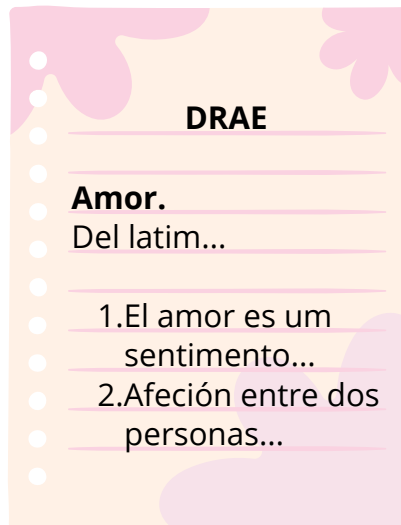 DRAE
Amor.
Del latim...
1.El amor es um
sentimento...
2.Afeción entre dos
personas...